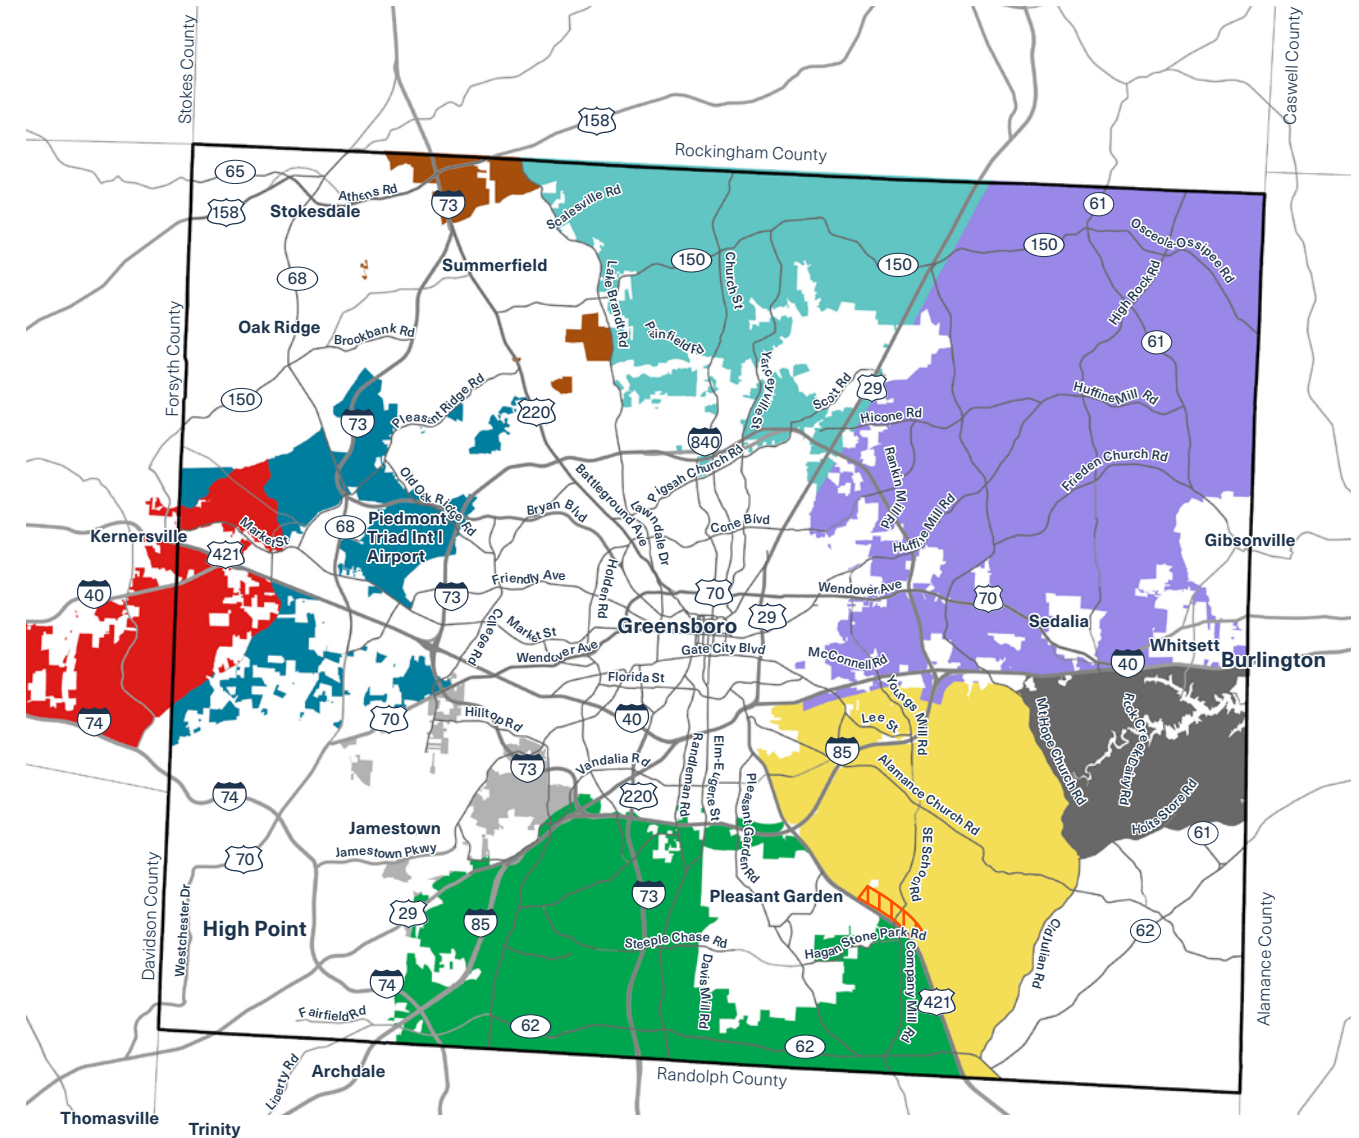 Stokes County
Caswell County
158
Rockingham County
65
Athens Rd
158
Stokesdale
73
Scalesville Rd
61
Osceola-Ossipee Rd
150
150
Church St
150
Summerfield
68
Lake Brandt Rd
High Rock Rd
Forsyth County
Oak Ridge
Brookbank Rd
Plainfield Rd
61
Yanceyville St
Scott Rd
29
150
Pleasant Ridge Rd
220
Huffine Mill Rd
Hicone Rd
73
840
Pisgah Church Rd
Rankin Mill Rd
Frieden Church Rd
Old Oak Ridge Rd
Battleground Ave
Lawndale Dr
Bryan Blvd
Cone Blvd
Huffine Mill Rd
68
Piedmont
Triad Int l
Airport
Market St
Kernersville
421
Gibsonville
40
73
Friendly Ave
Holden Rd
70
Wendover Ave
70
29
Sedalia
College Rd
Market St
Greensboro
Wendover Ave
Gate City Blvd
McConnell Rd
Whitsett
40
Burlington
Florida St
Youngs Mill Rd
74
70
Hilltop Rd
40
Lee St
Mt Hope Church Rd
Rock Creek Dairy Rd
73
Vandalia Rd
Randleman Rd
Elm-Eugene St
85
Alamance Church Rd
74
220
Pleasant Garden Rd
Holts Store Rd
61
Jamestown
Jamestown Pkwy
70
SE School Rd
Davidson County
Westchester Dr
High Point
29
85
73
Pleasant Garden
Alamance County
62
Steeple Chase Rd
Hagan Stone Park Rd
Old Julian Rd
74
Davis Mill Rd
Company Mill Rd
421
Fairfield Rd
62
62
Archdale
Liberty Rd
Randolph County
Thomasville
Trinity